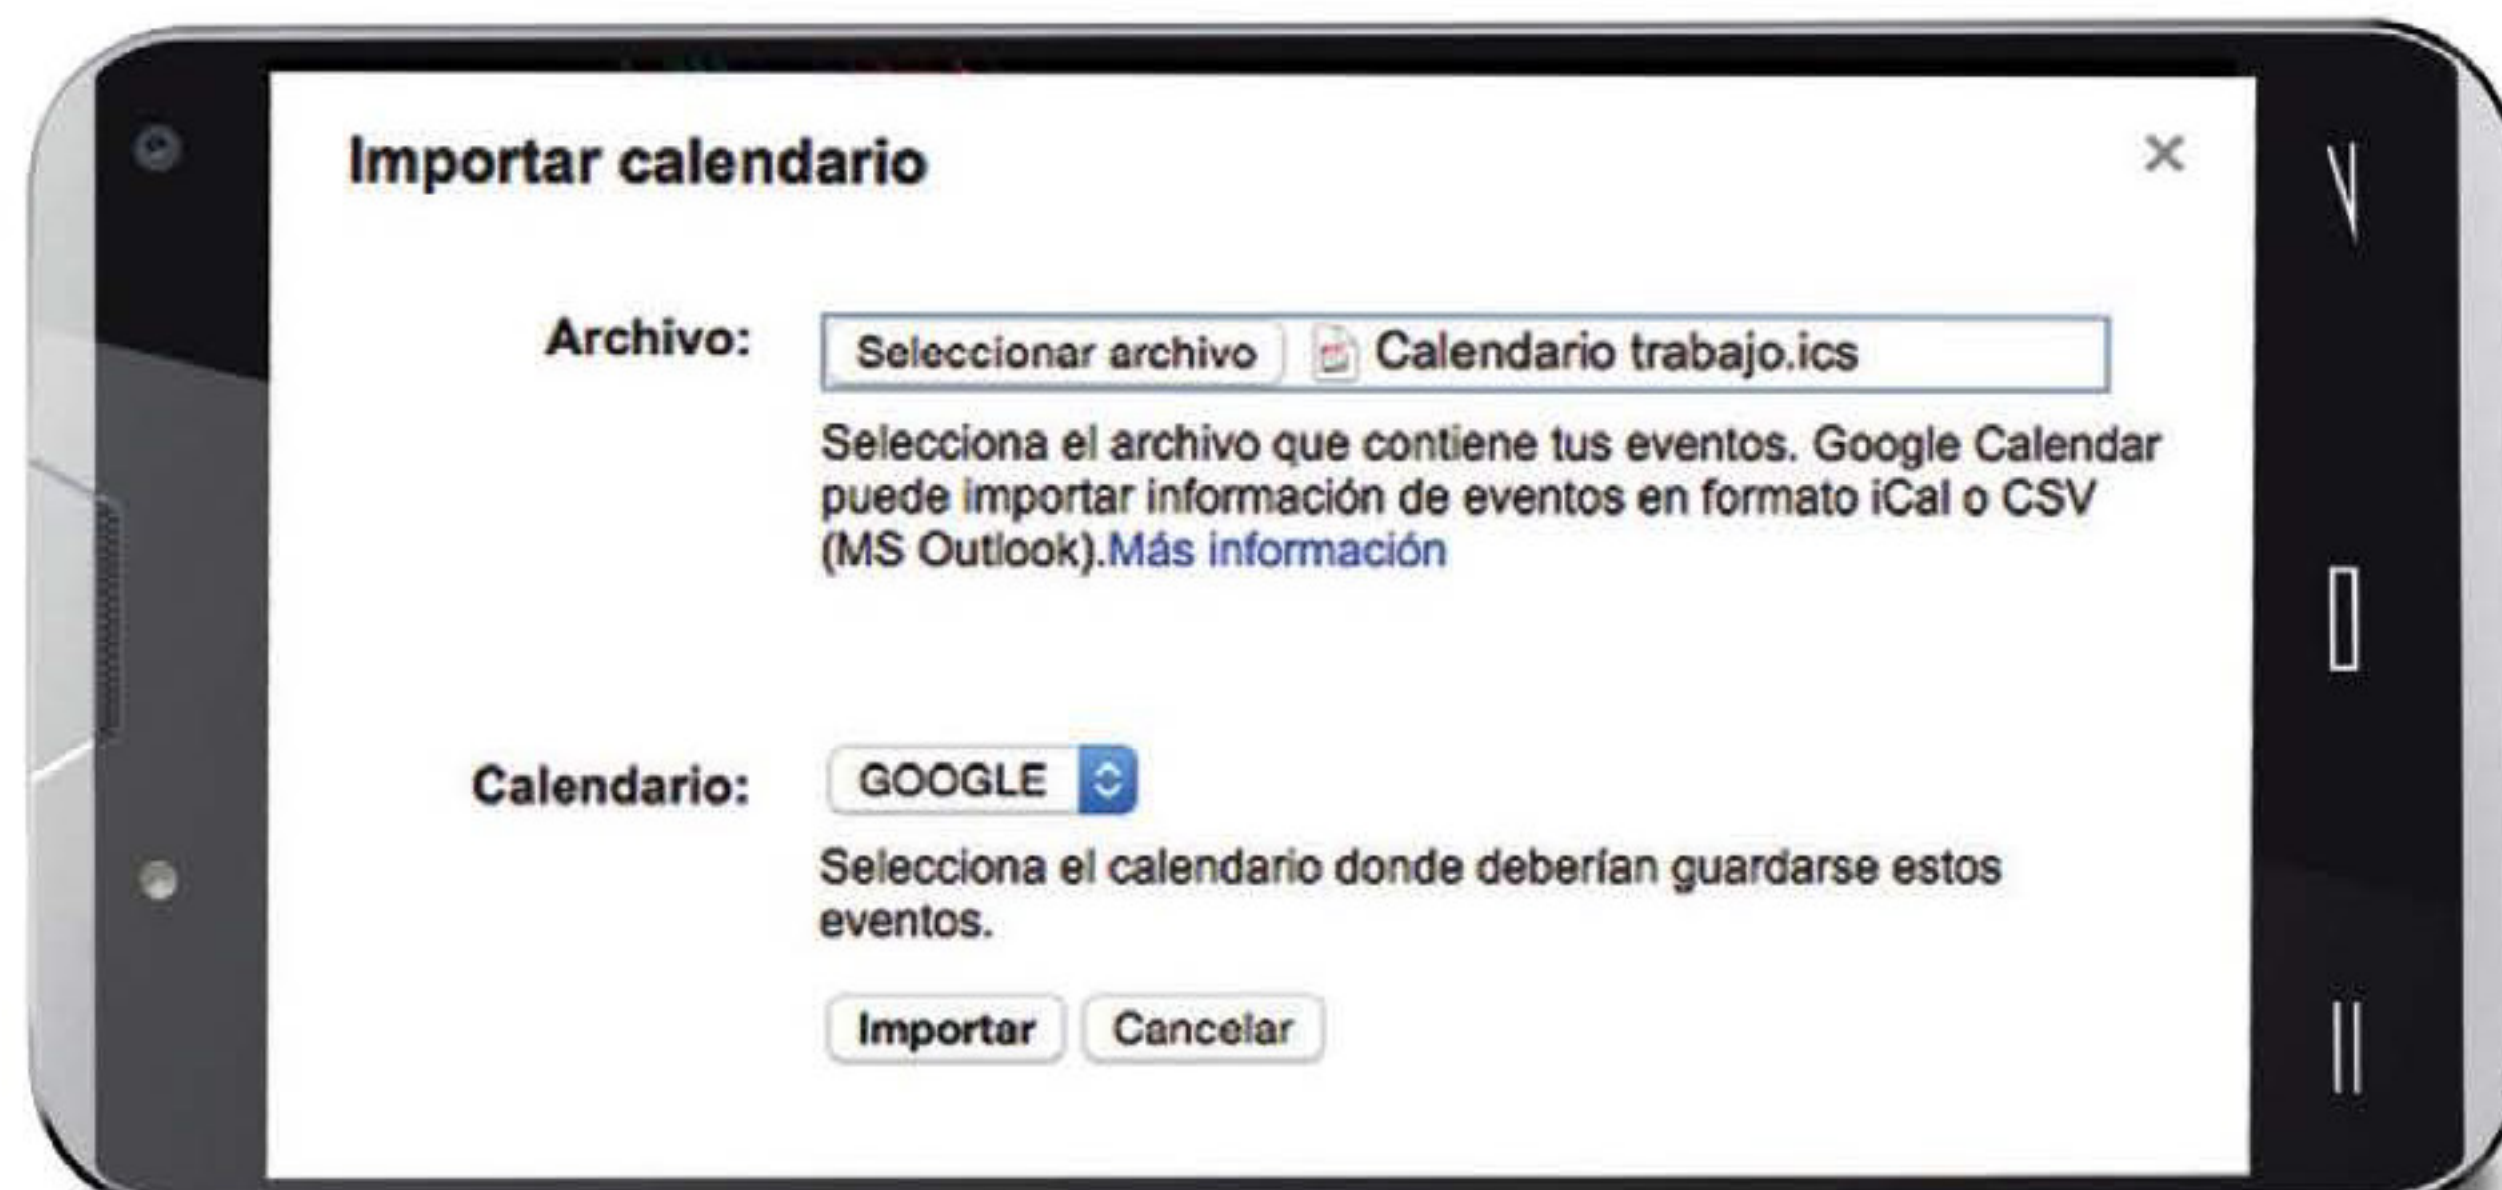 Importar calendario
Archivo: Seleccionar archivo Calendario trabajo.ics
Selecciona el archivo que contiene tus eventos. Google Calendar
puede importar información de eventos en formato iCal o CSV
(MS Outlook).Más información
Calendario: GOOGLE
Selecciona el calendario donde deberían guardarse estos
eventos.
Importar Cancelar